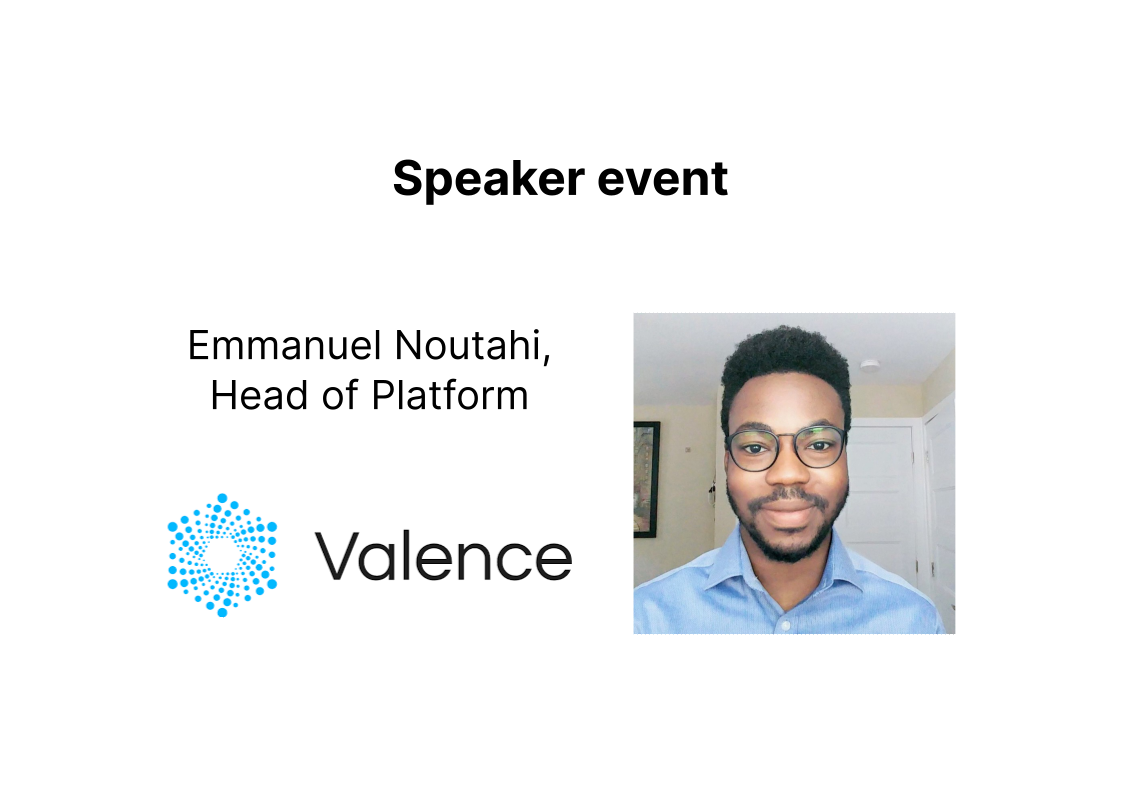 Speaker event
Emmanuel Noutahi,
Head of Platform
Valence